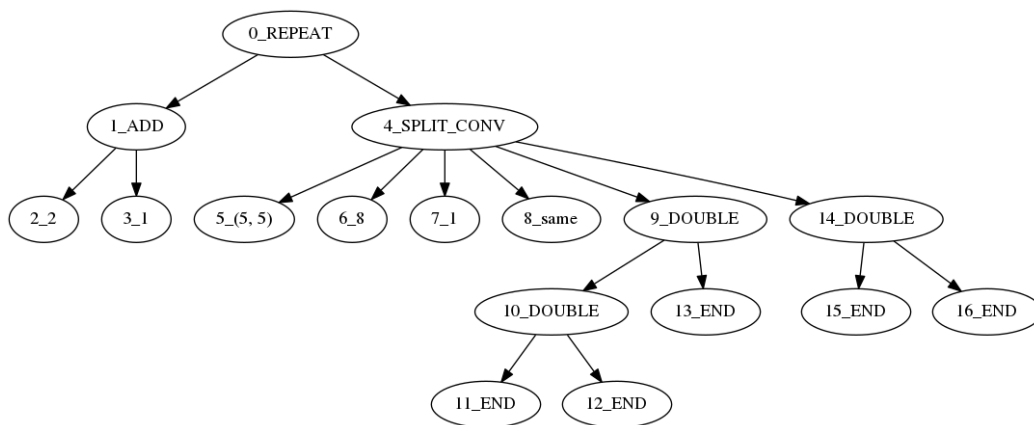 0_REPEAT
1_ADD
4_SPLIT_CONV
2_2
3_1
5_(5, 5)
6_8
7_1
8_same
9_DOUBLE
14_DOUBLE
10_DOUBLE
13_END
15_END
16_END
11_END
12_END